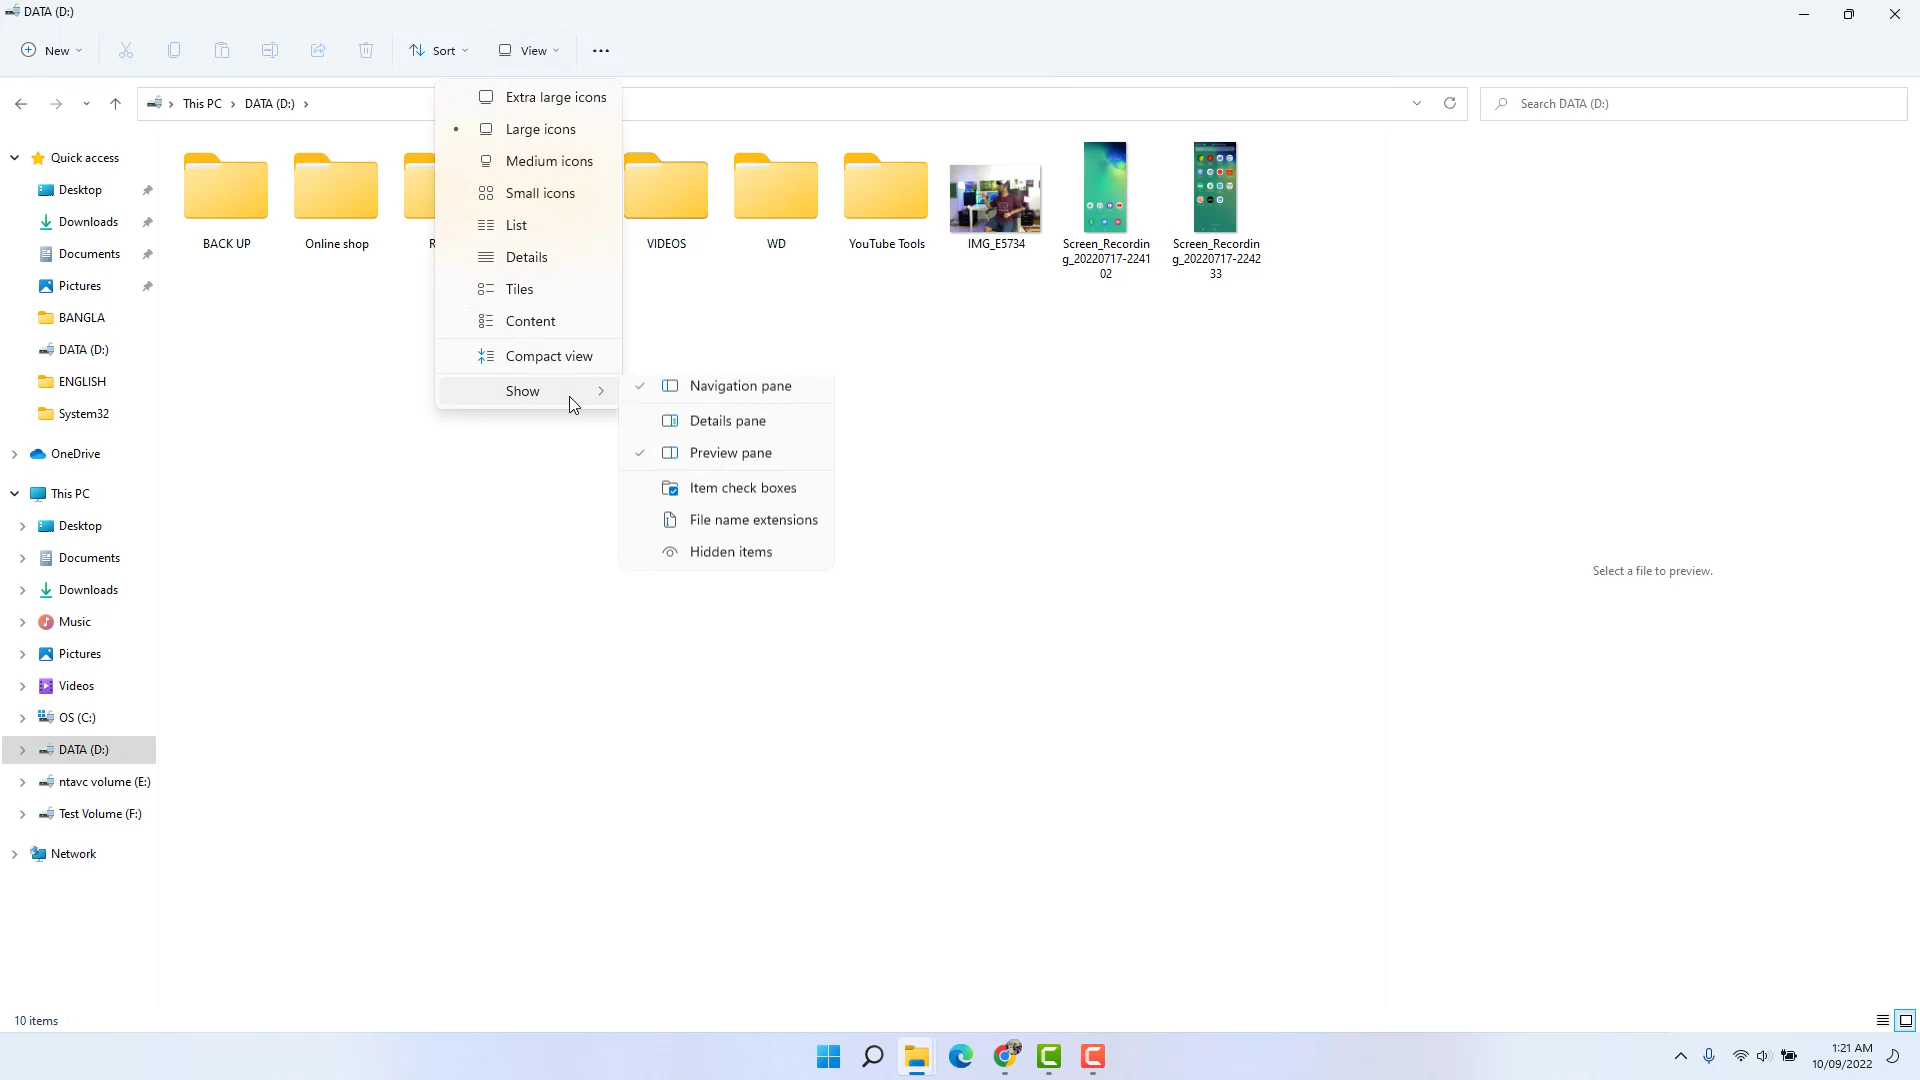 DATA (D:)
New
Sort
View
This PC
DATA (D:)
Search DATA (D:)
Extra large icons
Large icons
Medium icons
Small icons
List
Details
Tiles
Content
Compact view
Show
Navigation pane
Details pane
Preview pane
Item check boxes
File name extensions
Hidden items
Quick access
Desktop
Downloads
Documents
Pictures
BANGLA
DATA (D:)
ENGLISH
System32
OneDrive
This PC
Desktop
Documents
Downloads
Music
Pictures
Videos
OS (C:)
DATA (D:)
ntavc volume (E:)
Test Volume (F:)
Network
BACK UP
Online shop
VIDEOS
WD
YouTube Tools
IMG_E5734
Screen_Recordin
g_20220717-2241
02
Screen_Recordin
g_20220717-2242
33
Select a file to preview.
10 items
1:21 AM
10/09/2022